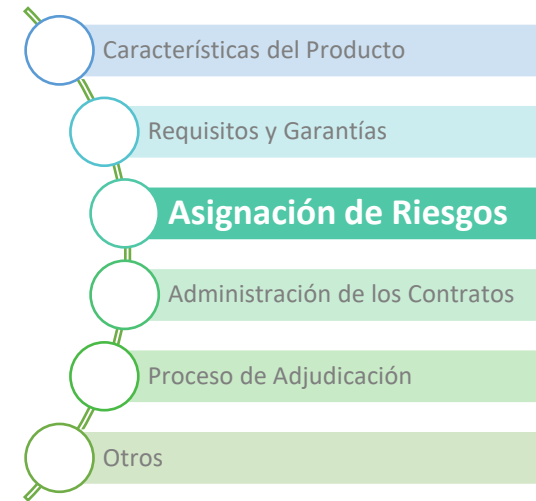 Características del Producto
Requisitos y Garantías
Asignación de Riesgos
Administración de los Contratos
Proceso de Adjudicación
Otros